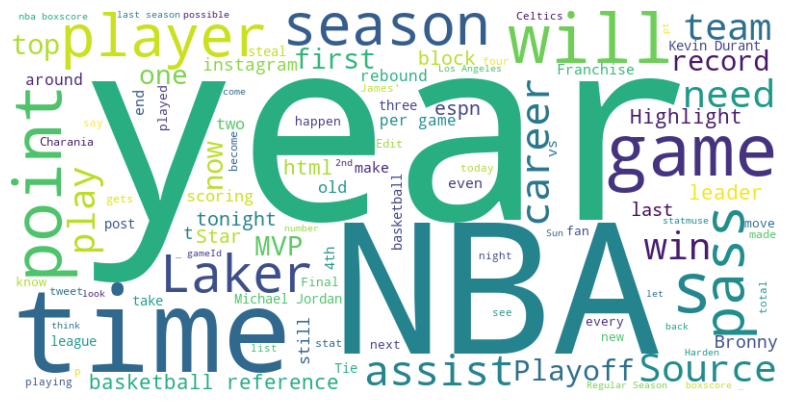 nba boxscore
last season
possible
player
top
around
season
first
instagram
one
steal
block
rebound
Celtics
Los Angeles
will
espn
per game
Franchise
Kevin Durant
pt
four
team
record
need
Highlight
leader
game
career
vs
year
James'
come
three
happen
Edit
today
2nd
make
even
become
html
old
two
now
scoring
tonight
t
Star
post
played
end
Charania
say
point
play
gets
MVP
basketball
number
_ gameId
4th
Laker
time
NBA
know
tweet
look
take
league
think
playing
p
list
Michael Jordan
Final
still
stat
next
Tie
basketball reference
night
see
assist
Playoff
Sun
fan
every
new
last
win
statmuse
move
made
S
pass
total
let
back
Bronny
Source
Harden
Regular Season
boxscore _